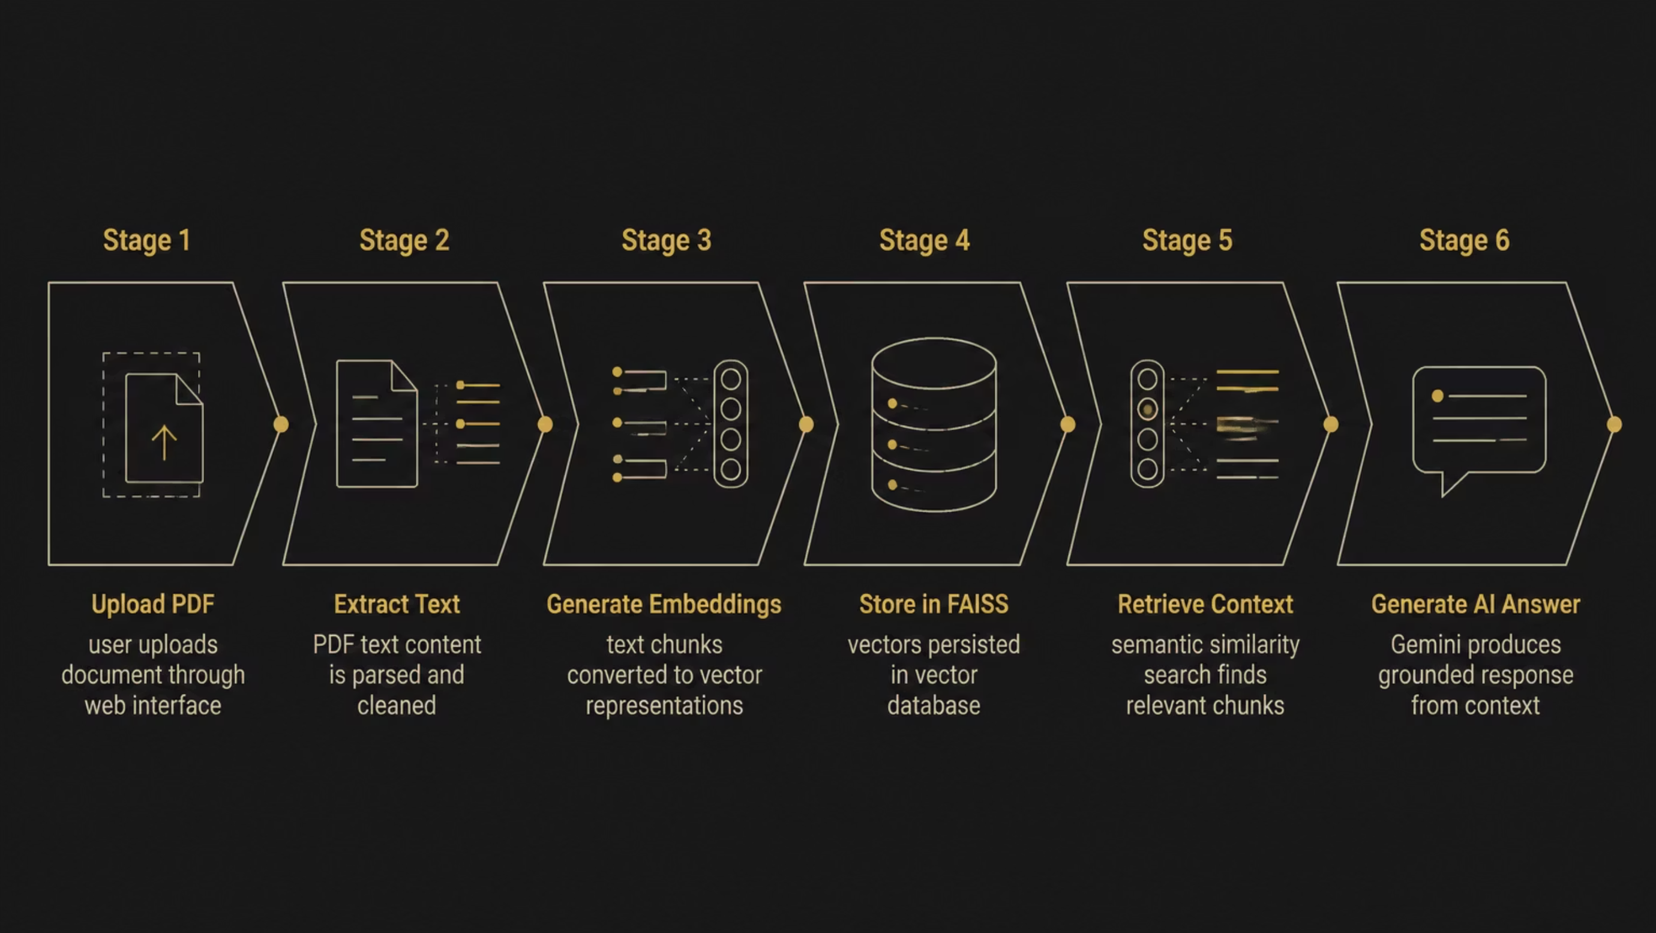 Stage 1
Stage 2
Stage 3
Stage 4
Stage 5
Stage 6
Upload PDF
user uploads
document through
web interface
Extract Text
PDF text content
is parsed and
cleaned
Generate Embeddings
text chunks
converted to vector
representations
Store in FAISS
vectors persisted
in vector
database
Retrieve Context
semantic similarity
search finds
relevant chunks
Generate AI Answer
Gemini produces
grounded response
from context